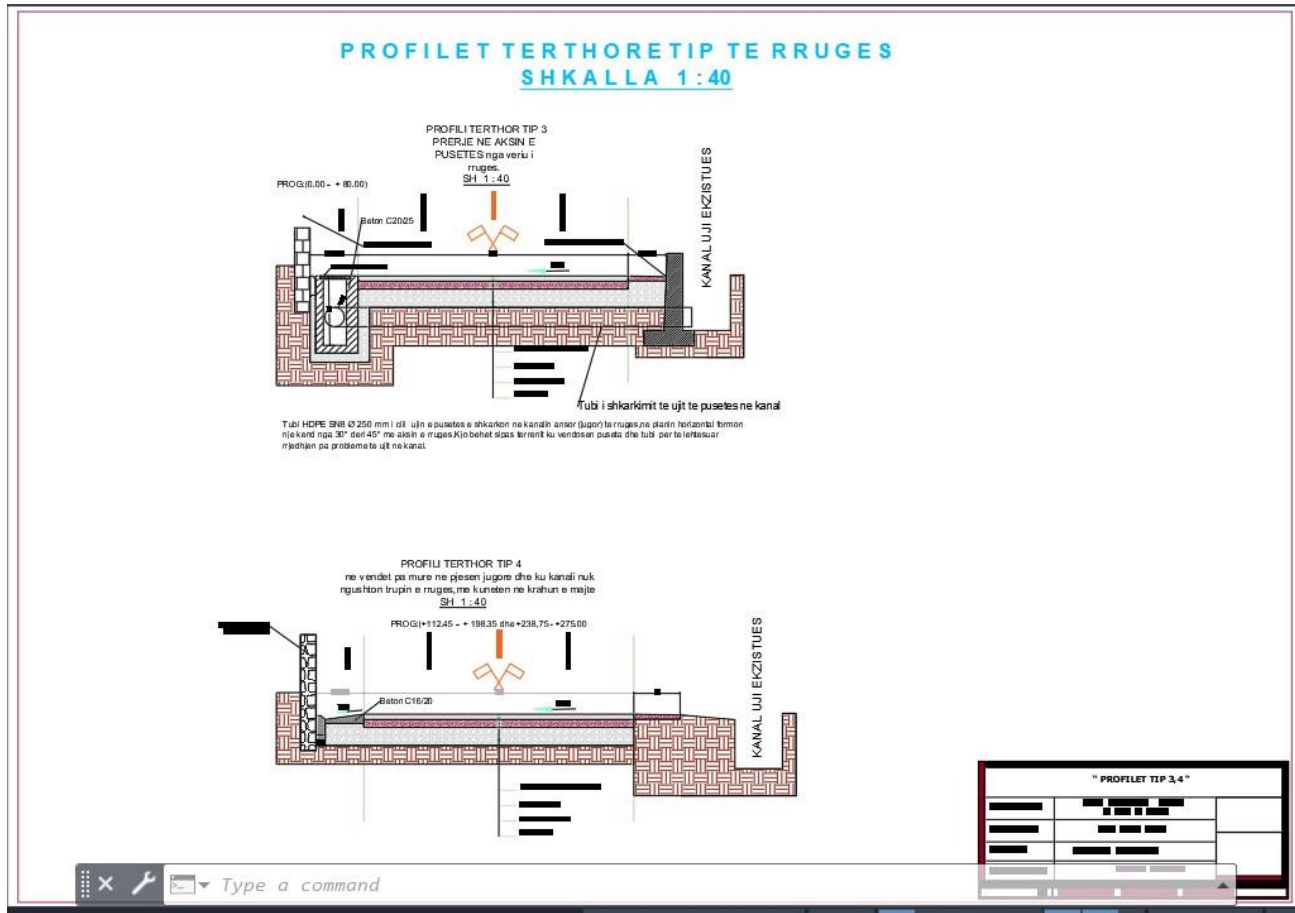 PROFILET TERTHORETIP TE RRUGES
SHKALLA 1:40
PROFILI TERTHOR TIP 3
PRERJE NE AKSIN E
PUSETES nga veriu i
rruges.
SH 1:40
PROG:(0.00 - + 80.00)
Beton C20/25
KANAL UJI EKZISTUES
Tubi i shkarkimit te ujit te pusetes ne kanal
Tubi HDPE SN8 Ø 250 mm i cili ujin e pusetes e shkarkon ne kanalin ansor (jugor) te rruges,ne planin horizontal formon
nje kend nga 30° deri 45° me aksin e rruges.Kjo behet sipas terrenit ku vendosen puseta dhe tubi per te lehtesuar
rrjedhjen pa probleme te ujit ne kanal.
PROFILI TERTHOR TIP 4
ne vendet pa mure ne pjesen jugore dhe ku kanali nuk
ngushton trupin e rruges,me kuneten ne krahun e majte
SH 1:40
PROG:(+112.45 - + 198.35 dhe +238,75- +275.00
Beton C16/20
KANAL UJI EKZISTUES
" PROFILET TIP 3,4 "
Type a command